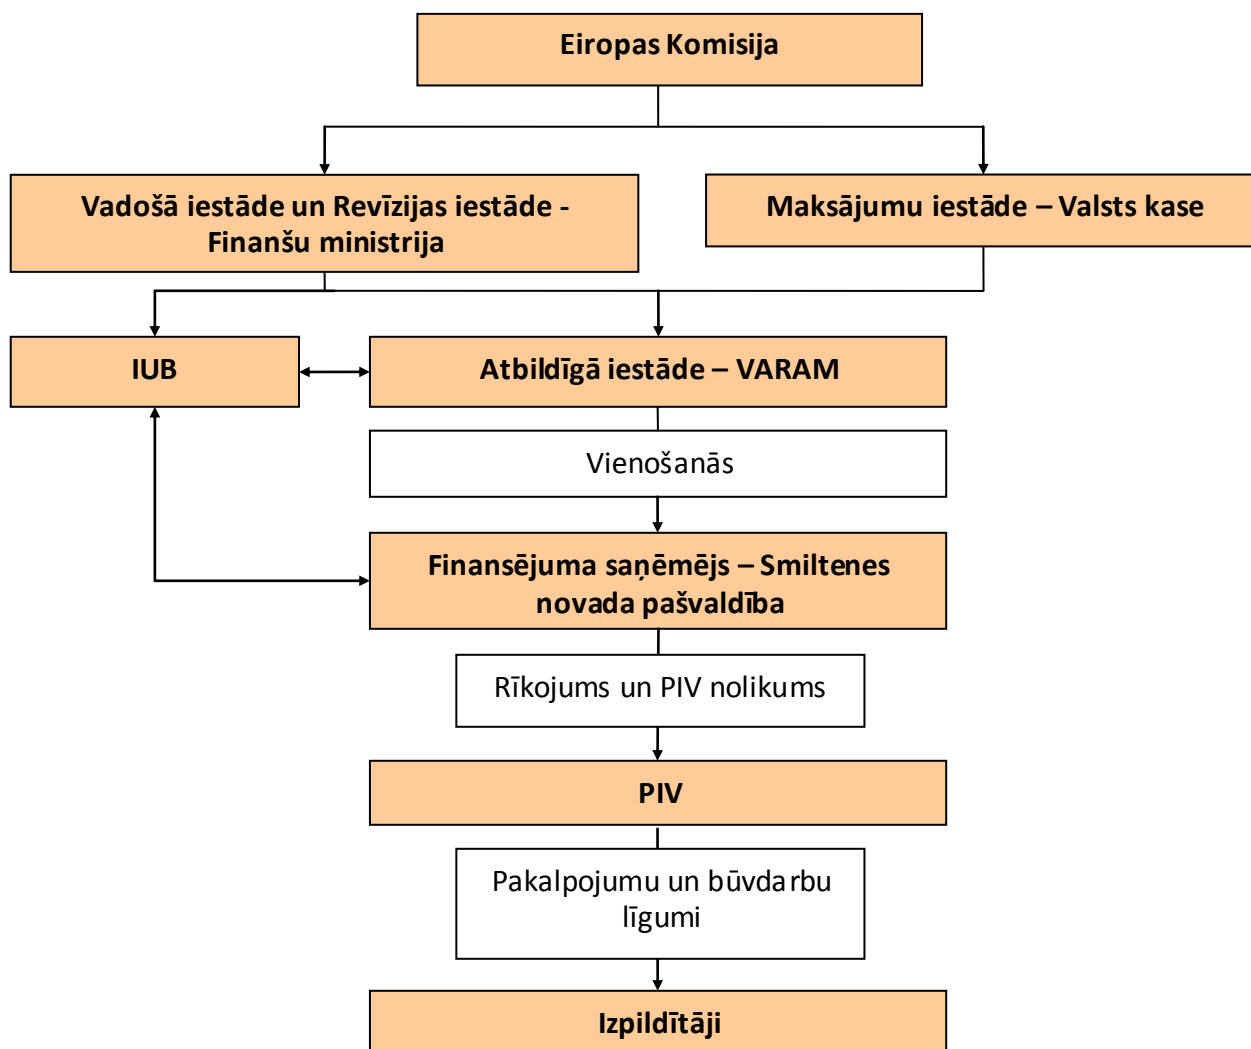 Eiropas Komisija
Vadošā iestāde un Revīzijas iestāde -
Finanšu ministrija
Maksājumu iestāde – Valsts kase
IUB
Atbildīgā iestāde – VARAM
Vienošanās
Finansējuma saņēmējs – Smiltenes
novada pašvaldība
Rīkojums un PIV nolikums
PIV
Pakalpojumu un būvdarbu
līgumi
Izpildītāji